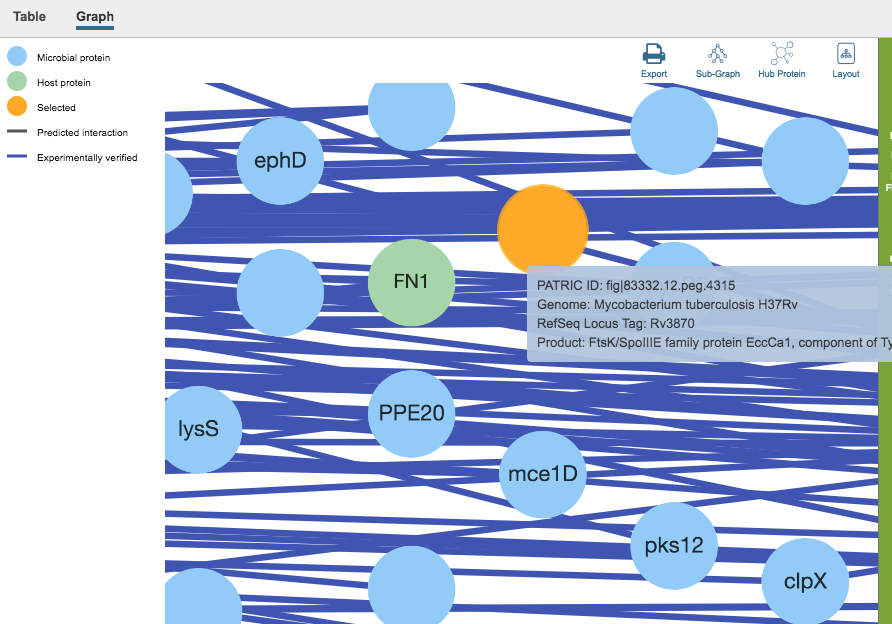 Table Graph
Microbial protein
Host protein
Selected
Predicted interaction
Experimentally verified
Export Sub-Graph Hub Protein Layout
ephD
FN1
PATRIC ID: fig|83332.12.peg.4315
Genome: Mycobacterium tuberculosis H37Rv
RefSeq Locus Tag: Rv3870
Product: FtsK/SpoIIIE family protein EccCa1, component of Ty
lysS
PPE20
mce1D
pks12
clpX